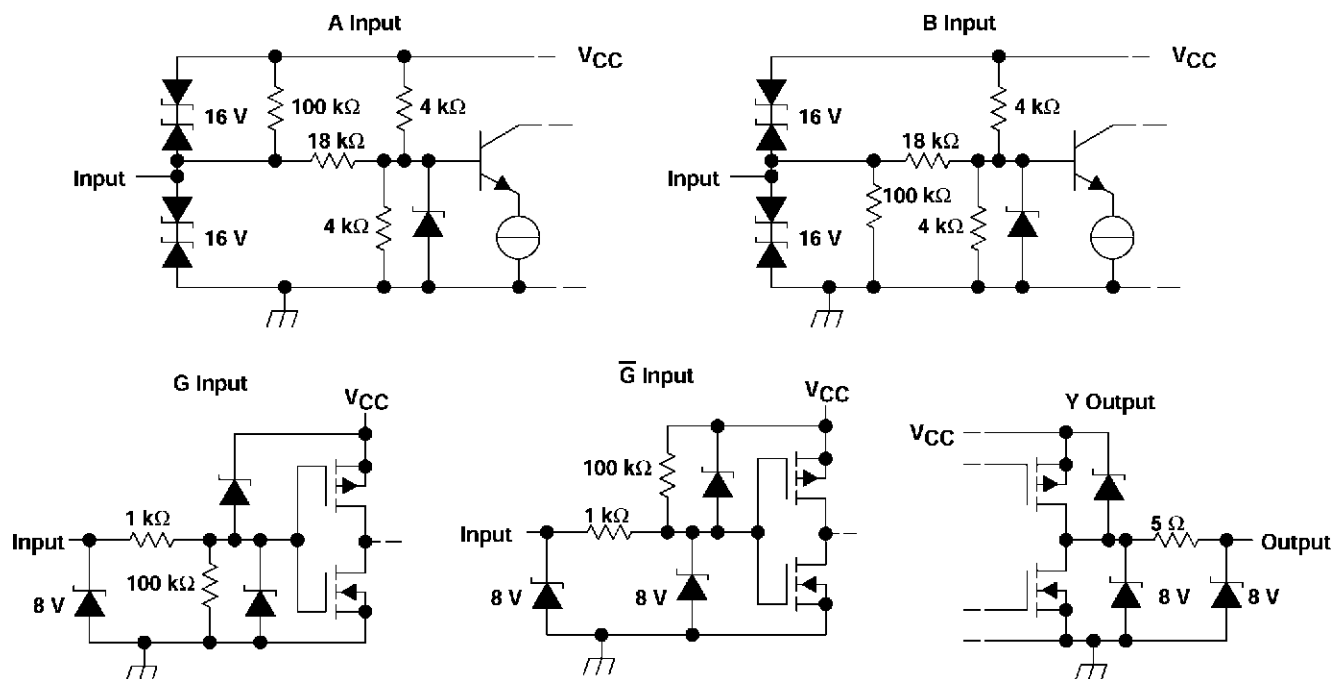 A Input
VCC
16 V
100 kΩ
4 kΩ
18 kΩ
Input
16 V
4 kΩ
B Input
VCC
16 V
4 kΩ
18 kΩ
Input
100 kΩ
16 V
4 kΩ
G Input
VCC
1 kΩ
Input
100 kΩ
8 V
G̅ Input
VCC
100 kΩ
Input
1 kΩ
8 V
8 V
Y Output
VCC
5 Ω
Output
8 V
8 V